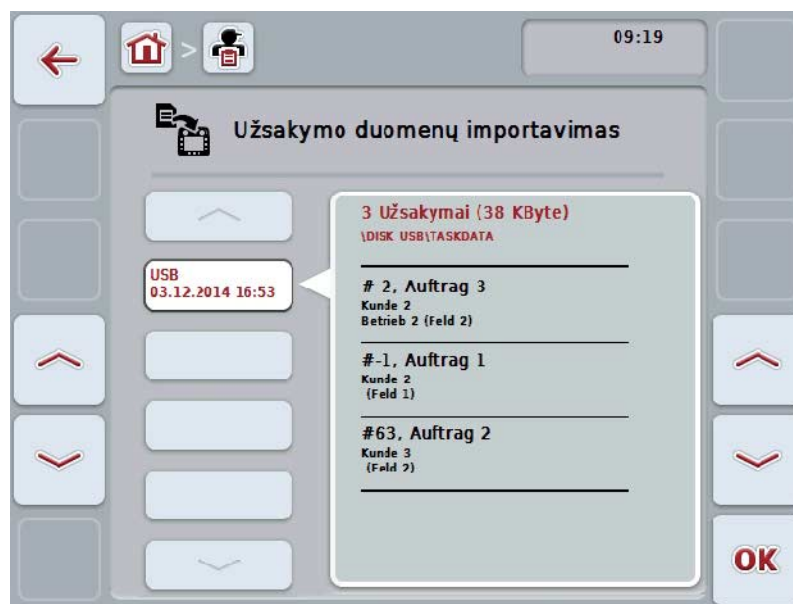 >
09:19
Užsakymo duomenų importavimas
3 Užsakymai (38 KByte)
\DISK USB\TASKDATA
USB
03.12.2014 16:53
# 2, Auftrag 3
Kunde 2
Betrieb 2 (Feld 2)
#-1, Auftrag 1
Kunde 2
(Feld 1)
#63, Auftrag 2
Kunde 3
(Feld 2)
OK